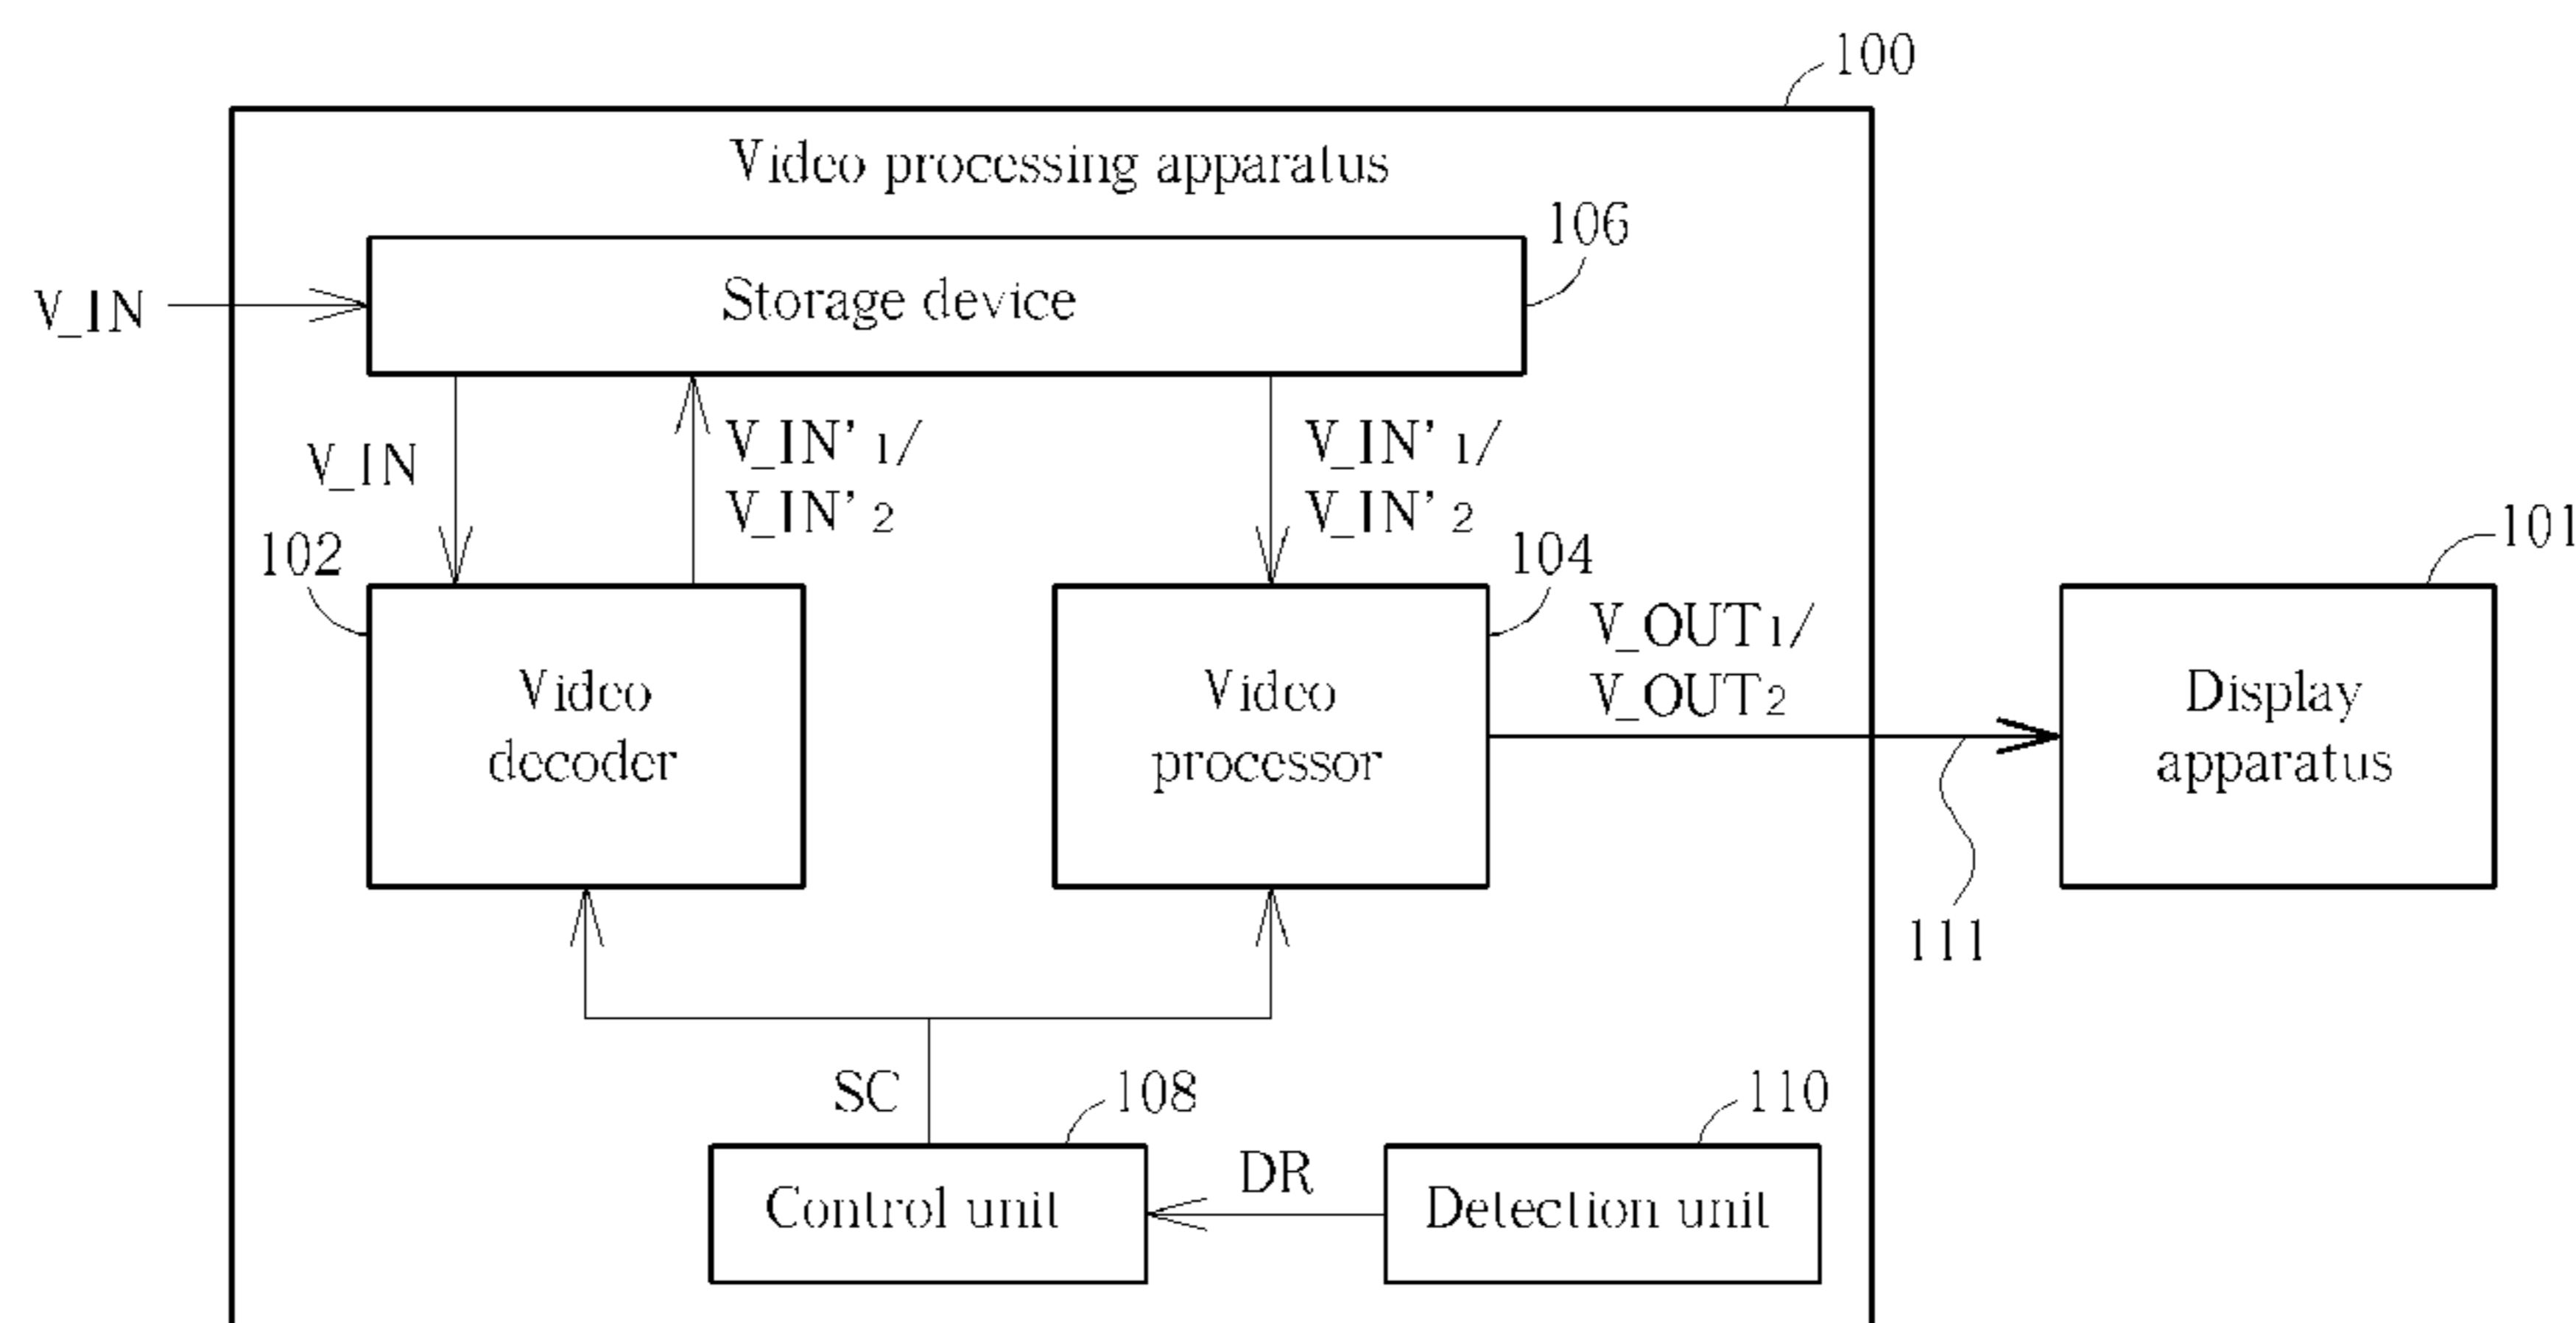 100
Video processing apparatus
106
V_IN
Storage device
V_IN
V_IN'1/
V_IN'2
V_IN'1/
V_IN'2
102
104
101
Video
decoder
Video
processor
V_OUT1/
V_OUT2
Display
apparatus
111
SC
108
110
Control unit
DR
Detection unit